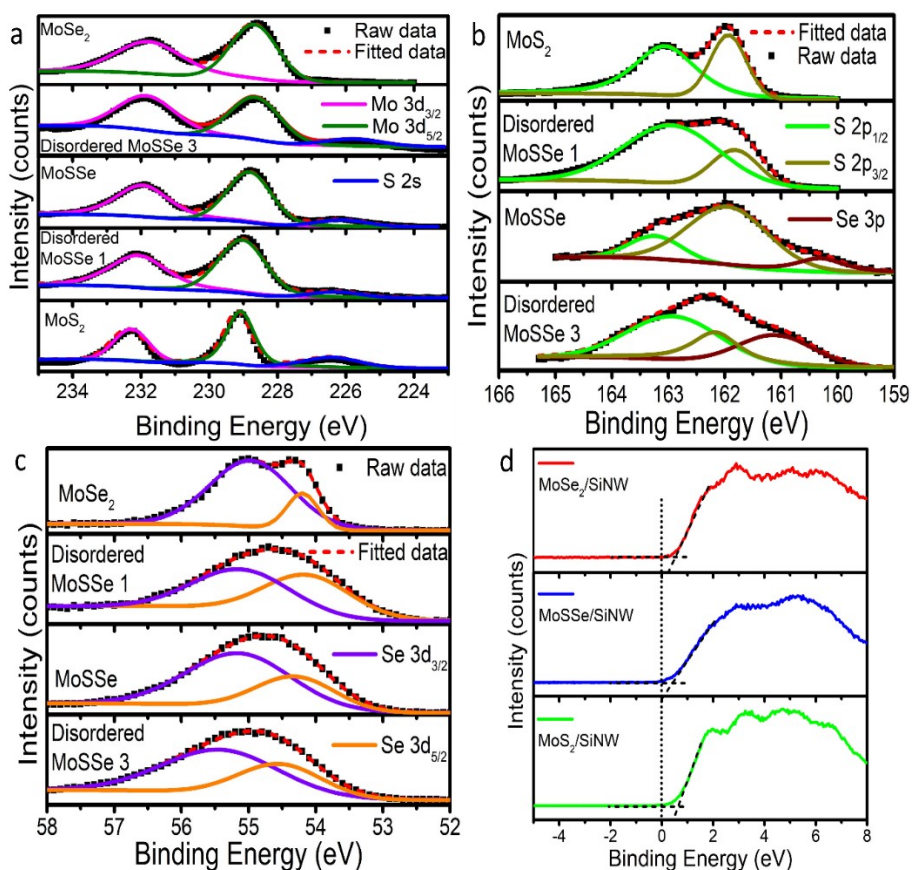 a
MoSe2
Raw data
Fitted data
Mo 3d3/2
Mo 3d5/2
Disordered MoSSe 3
MoSSe
S 2s
Disordered
MoSSe 1
MoS2
Intensity (counts)
234 232 230 228 226 224
Binding Energy (eV)
b
MoS2
Fitted data
Raw data
Disordered
MoSSe 1
S 2p1/2
S 2p3/2
MoSSe
Se 3p
Disordered
MoSSe 3
Intensity (counts)
166 165 164 163 162 161 160 159
Binding Energy (eV)
c
MoSe2
Raw data
Disordered
MoSSe 1
Fitted data
MoSSe
Se 3d3/2
Disordered
MoSSe 3
Se 3d5/2
Intensity (counts)
58 57 56 55 54 53 52
Binding Energy (eV)
d
MoSe2/SiNW
MoSSe/SiNW
MoS2/SiNW
Intensity (counts)
-4 -2 0 2 4 6 8
Binding Energy (eV)